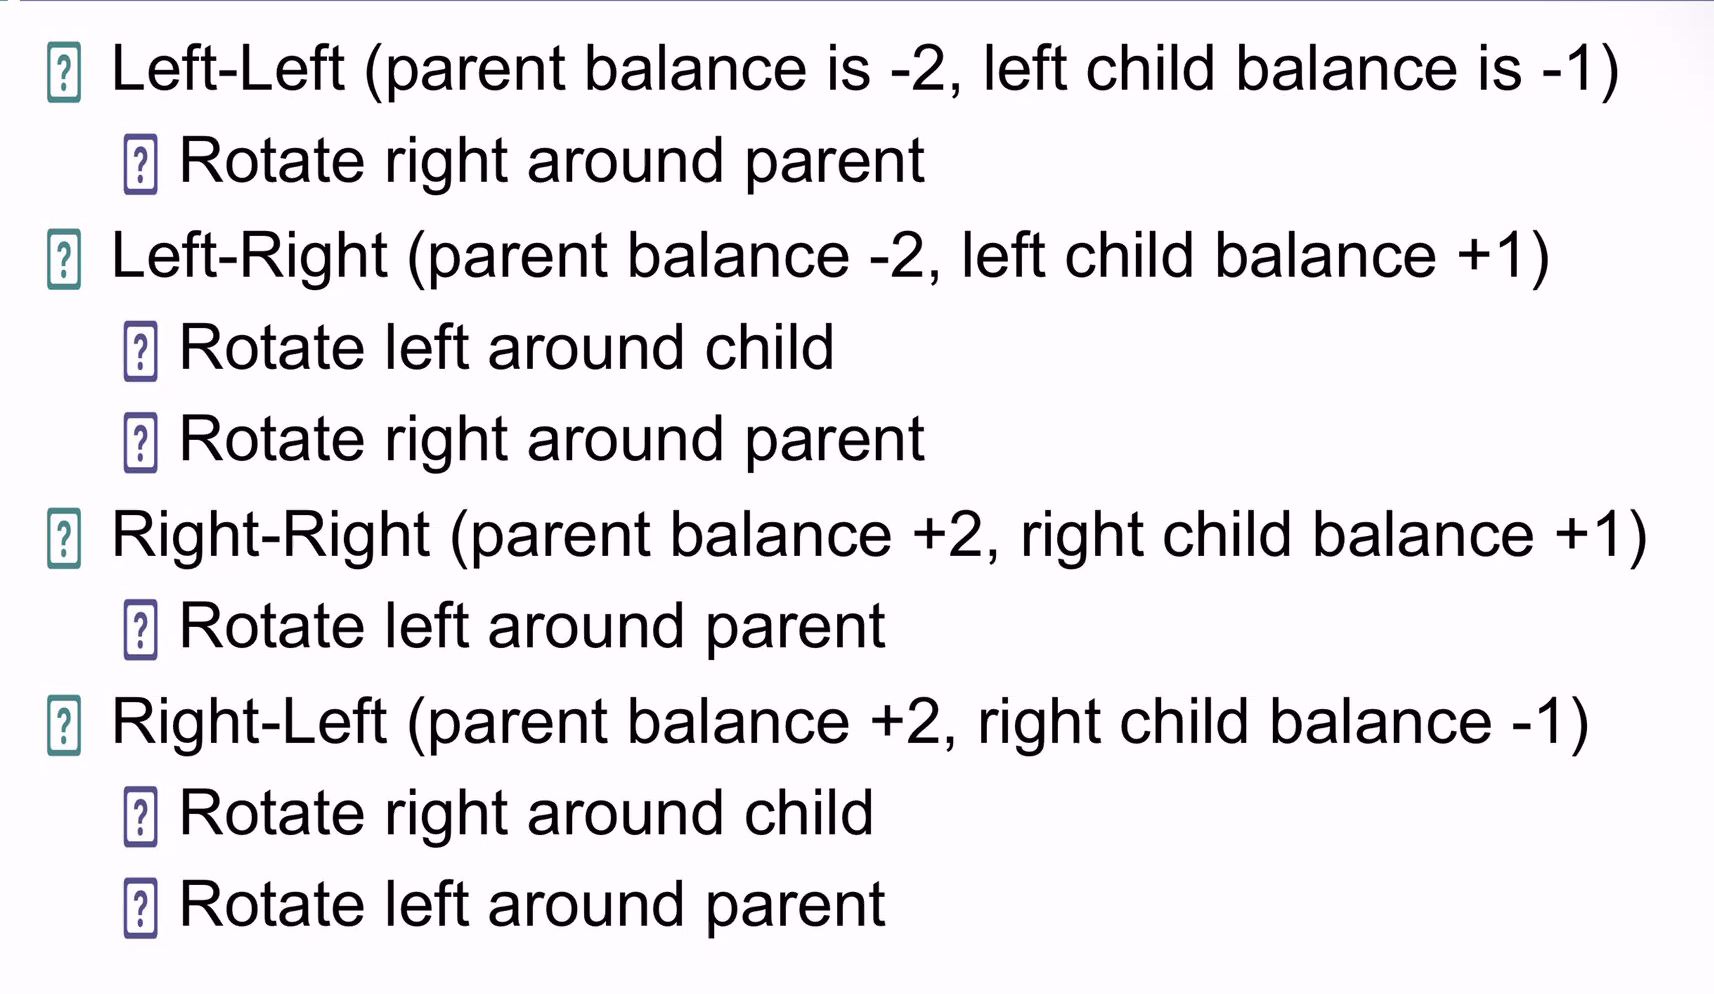 Left-Left (parent balance is -2, left child balance is -1)
Rotate right around parent
Left-Right (parent balance -2, left child balance +1)
Rotate left around child
Rotate right around parent
Right-Right (parent balance +2, right child balance +1)
Rotate left around parent
Right-Left (parent balance +2, right child balance -1)
Rotate right around child
Rotate left around parent